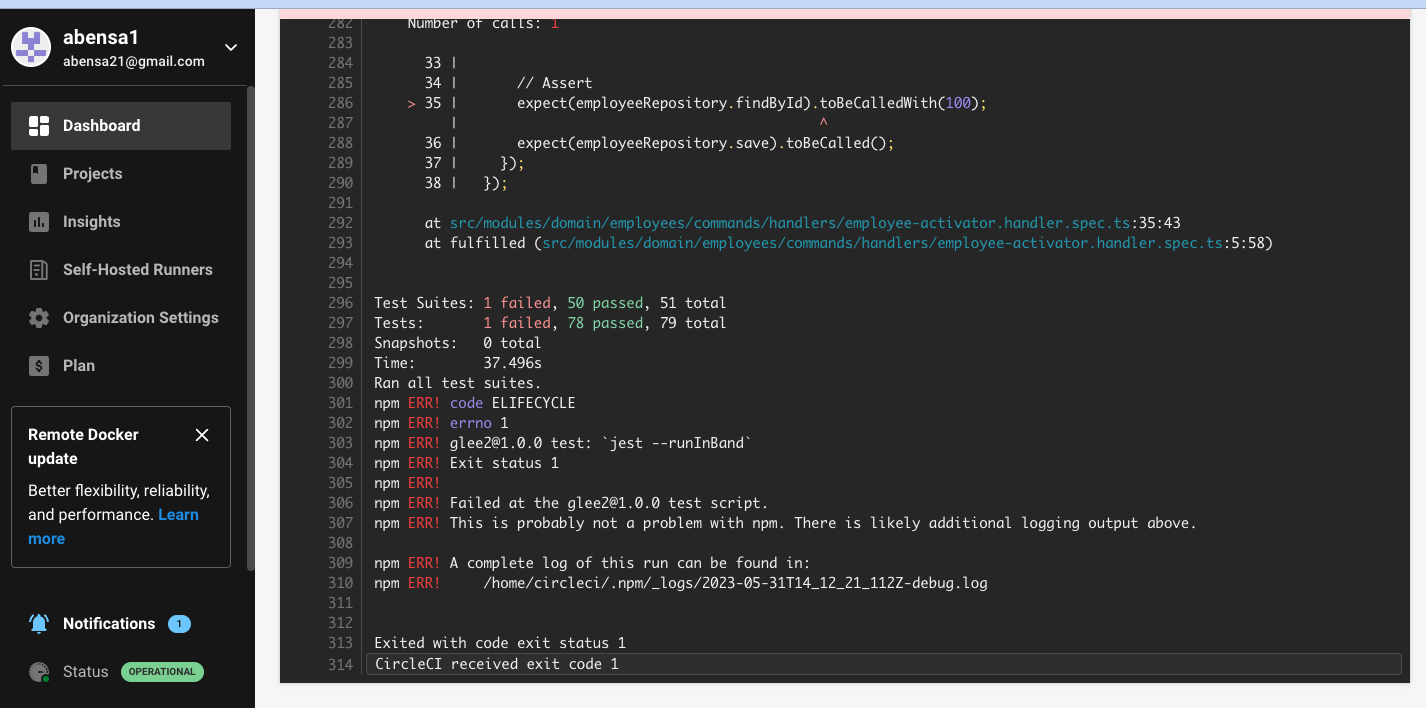 abensa1
abensa21@gmail.com
Dashboard
Projects
Insights
Self-Hosted Runners
Organization Settings
Plan
Remote Docker
update
Better flexibility, reliability,
and performance. Learn
more
Notifications 1
Status OPERATIONAL
282 Number of calls: 1
283
284 33 |
285 34 | // Assert
286 > 35 | expect(employeeRepository.findById).toBeCalledWith(100);
287 | ^
288 36 | expect(employeeRepository.save).toBeCalled();
289 37 | });
290 38 | });
291
292 at src/modules/domain/employees/commands/handlers/employee-activator.handler.spec.ts:35:43
293 at fulfilled (src/modules/domain/employees/commands/handlers/employee-activator.handler.spec.ts:5:58)
294
295
296 Test Suites: 1 failed, 50 passed, 51 total
297 Tests: 1 failed, 78 passed, 79 total
298 Snapshots: 0 total
299 Time: 37.496s
300 Ran all test suites.
301 npm ERR! code ELIFECYCLE
302 npm ERR! errno 1
303 npm ERR! glee2@1.0.0 test: `jest --runInBand`
304 npm ERR! Exit status 1
305 npm ERR!
306 npm ERR! Failed at the glee2@1.0.0 test script.
307 npm ERR! This is probably not a problem with npm. There is likely additional logging output above.
308
309 npm ERR! A complete log of this run can be found in:
310 npm ERR! /home/circleci/.npm/_logs/2023-05-31T14_12_21_112Z-debug.log
311
312
313 Exited with code exit status 1
314 CircleCI received exit code 1